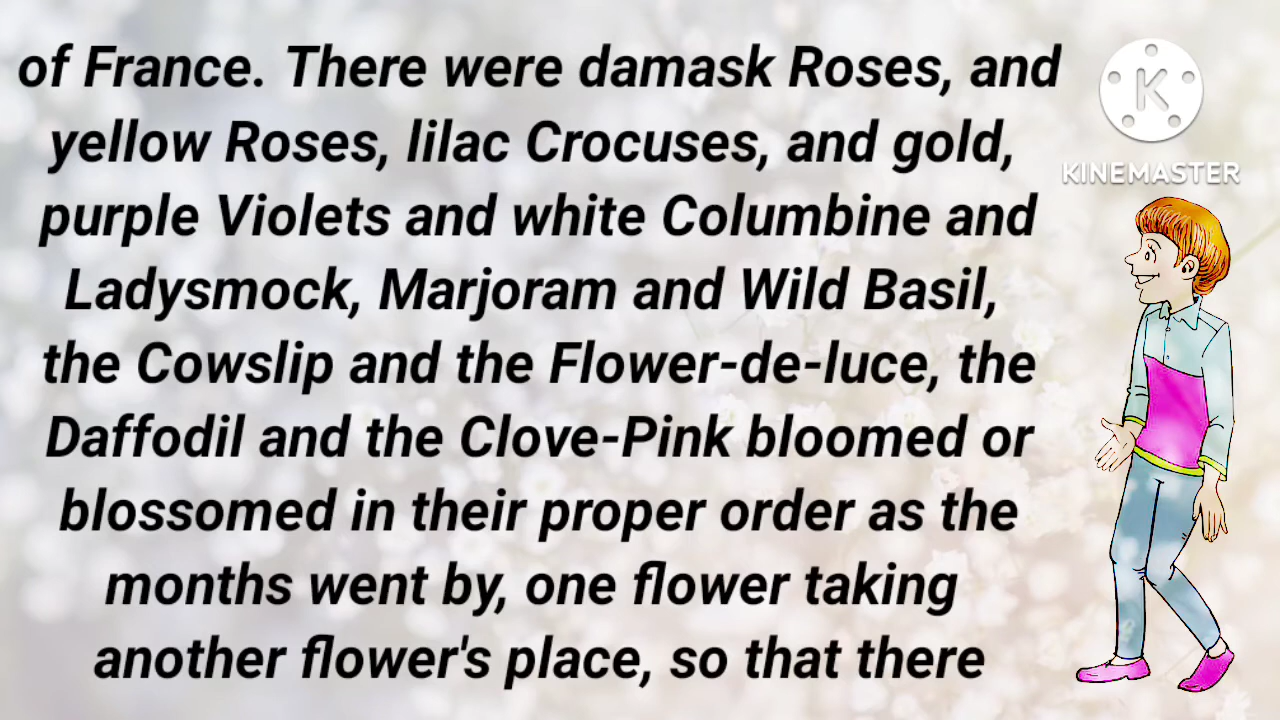 of France. There were damask Roses, and
yellow Roses, lilac Crocuses, and gold,
purple Violets and white Columbine and
Ladysmock, Marjoram and Wild Basil,
the Cowslip and the Flower-de-luce, the
Daffodil and the Clove-Pink bloomed or
blossomed in their proper order as the
months went by, one flower taking
another flower's place, so that there
K
KINEMASTER